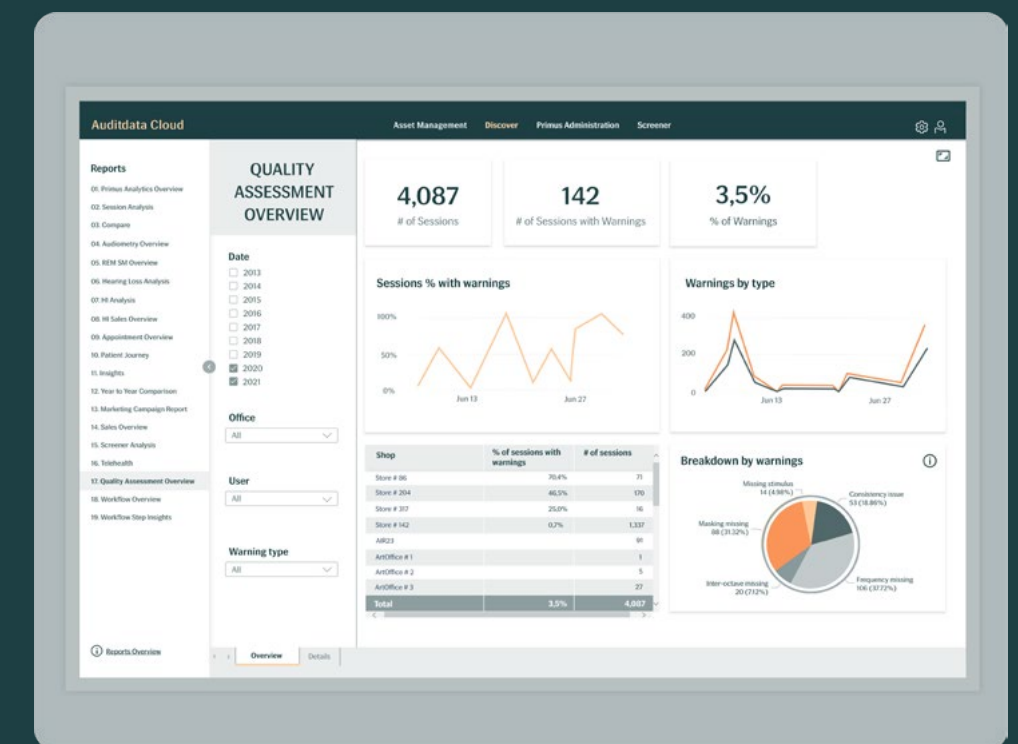 Auditdata Cloud
Asset Management Discover Primus Administration Screener
Reports
01. Primus Analytics Overview
02. Session Analysis
03. Compare
04. Audiometry Overview
05. REM SM Overview
06. Hearing Loss Analysis
07. HI Analysis
08. HI Sales Overview
09. Appointment Overview
10. Patient Journey
11. Insights
12. Year to Year Comparison
13. Marketing Campaign Report
14. Sales Overview
15. Screener Analysis
16. Telehealth
17. Quality Assessment Overview
18. Workflow Overview
19. Workflow Step Insights
Reports Overview
QUALITY
ASSESSMENT
OVERVIEW
Date
2013
2014
2015
2016
2017
2018
2019
2020
2021
Office
All
User
All
Warning type
All
4,087
# of Sessions
142
# of Sessions with Warnings
3,5%
% of Warnings
Sessions % with warnings
100%
50%
0%
Jun 13 Jun 27
Warnings by type
400
200
0
Jun 13 Jun 27
Shop % of sessions with warnings # of sessions
Store # 86 70,4% 71
Store # 204 46,5% 170
Store # 317 25,0% 16
Store # 142 0,7% 1,337
AIR23 91
ArtOffice # 1 1
ArtOffice # 2 5
ArtOffice # 3 27
Total 3,5% 4,087
Breakdown by warnings
Missing stimulus
14 (4.98%)
Consistency issue
53 (18.86%)
Masking missing
88 (31.32%)
Inter-octave missing
20 (7.12%)
Frequency missing
106 (37.72%)
Overview Details